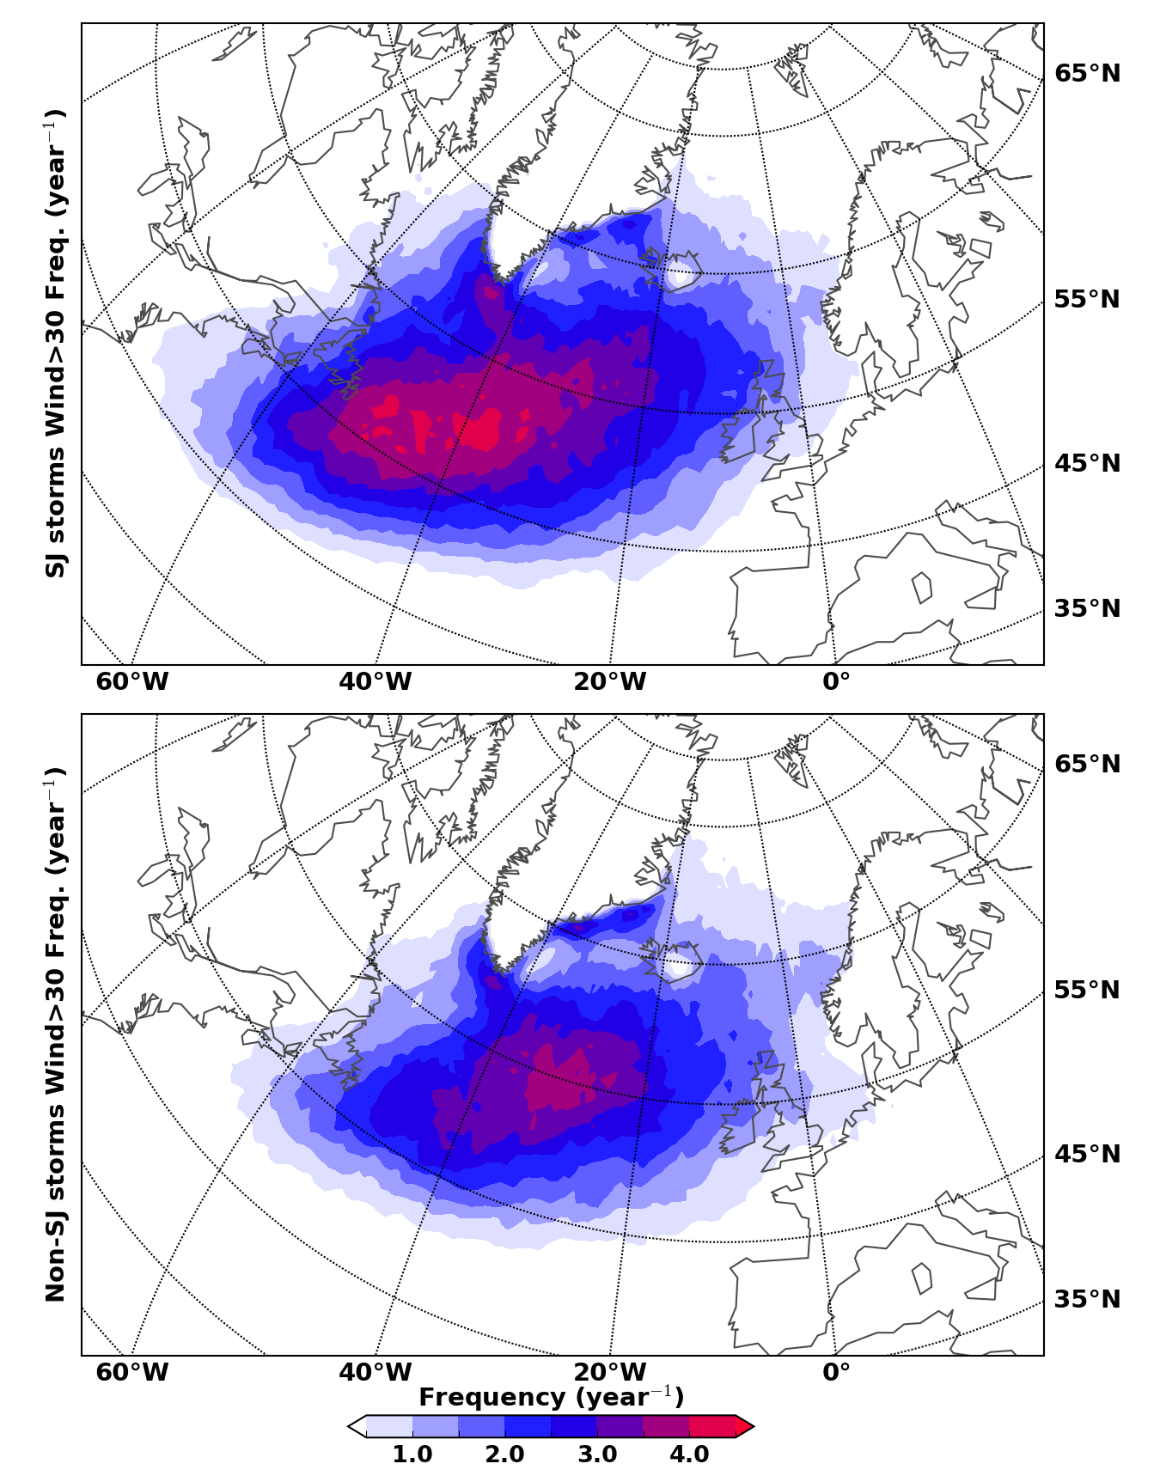 SJ storms Wind>30 Freq. (year⁻¹)
65°N
55°N
45°N
35°N
60°W 40°W 20°W 0°
Non-SJ storms Wind>30 Freq. (year⁻¹)
65°N
55°N
45°N
35°N
60°W 40°W 20°W 0°
Frequency (year⁻¹)
1.0 2.0 3.0 4.0